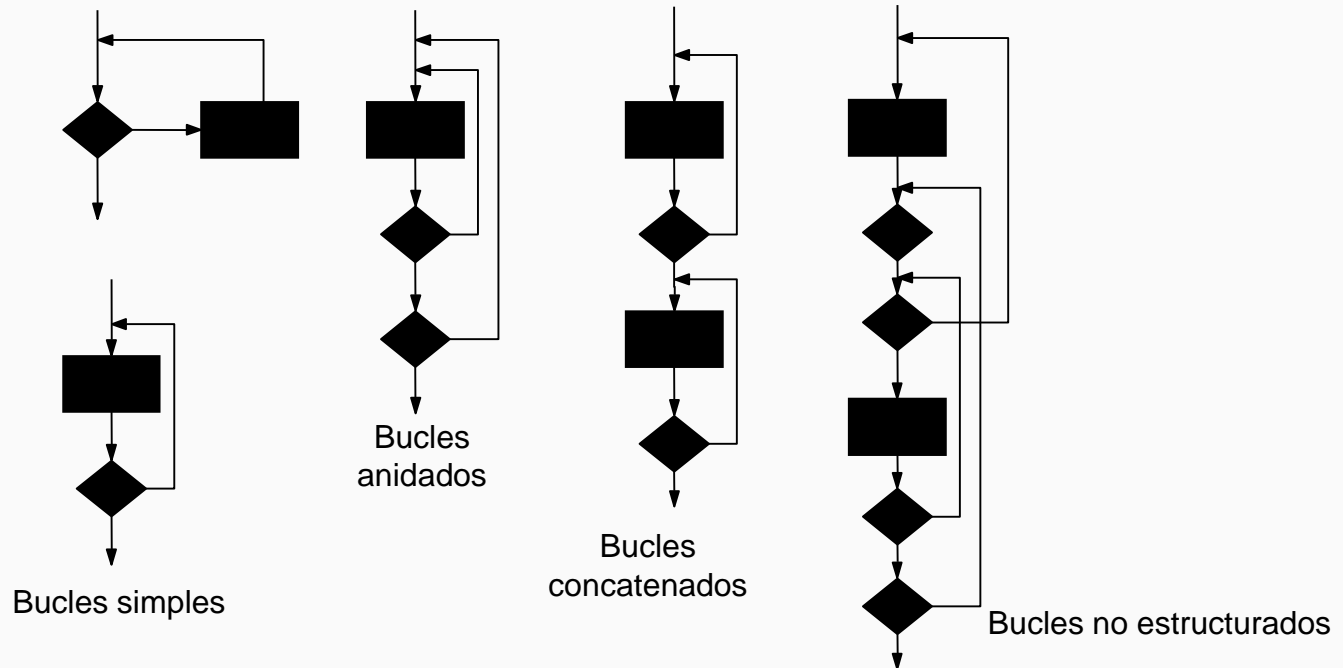 Bucles simples
Bucles
anidados
Bucles
concatenados
Bucles no estructurados